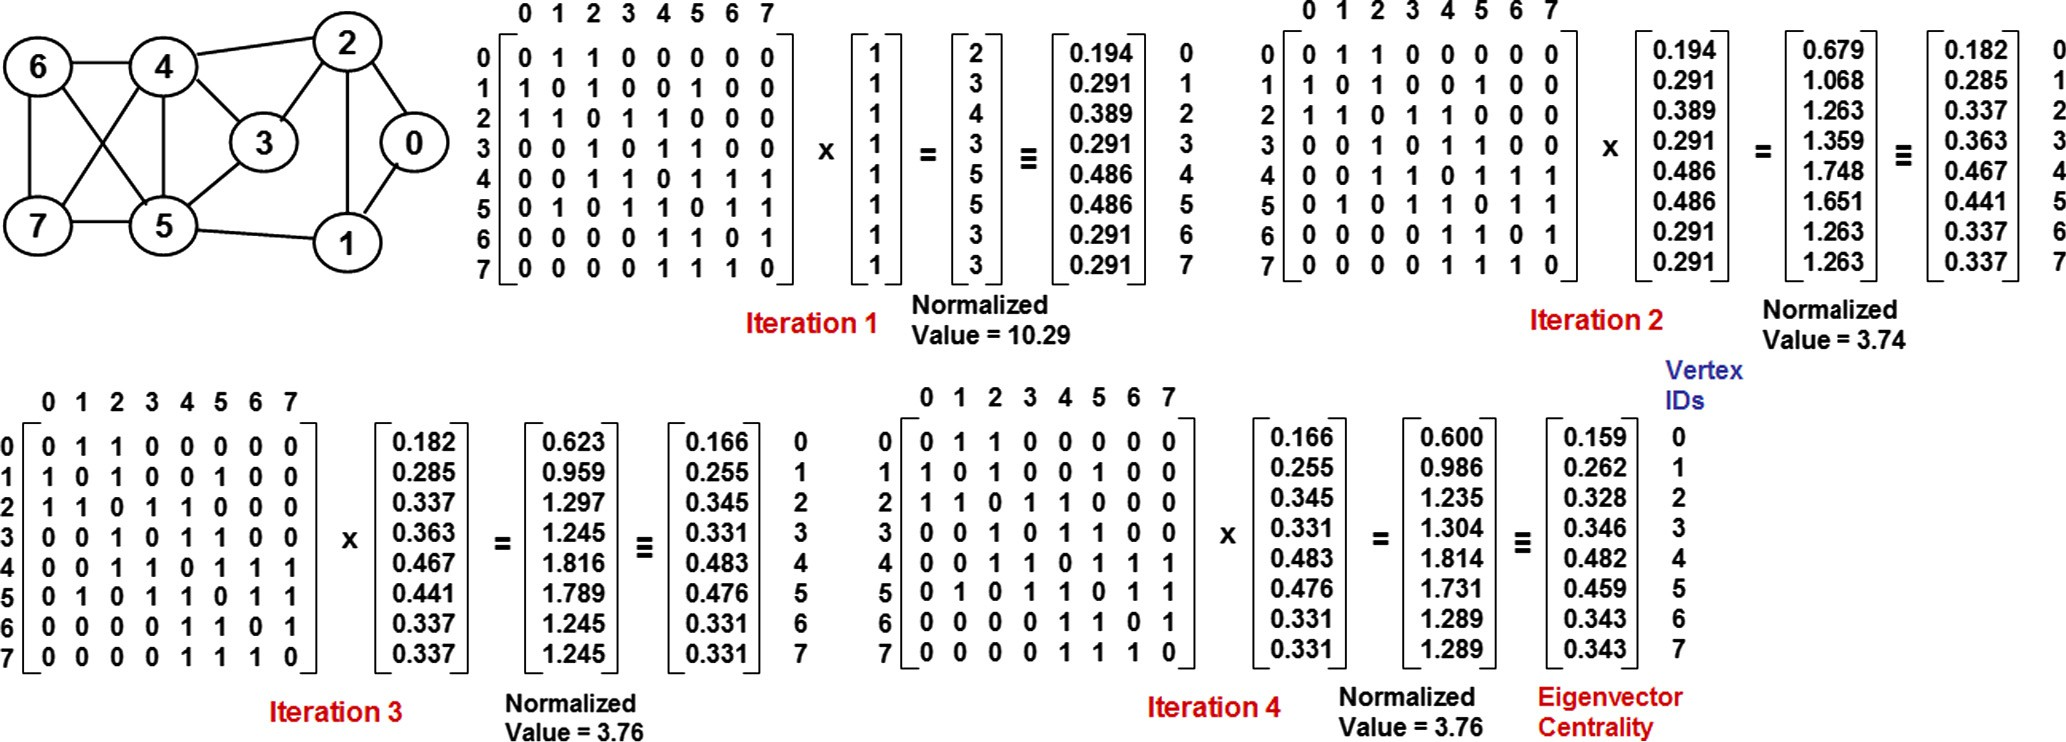 6 4 2
3 0
7 5 1
0 1 2 3 4 5 6 7
0 0 1 1 0 0 0 0 0 1 2 0.194 0
1 1 0 1 0 0 1 0 0 1 3 0.291 1
2 1 1 0 1 1 0 0 0 1 4 0.389 2
3 0 0 1 0 1 1 0 0 x 1 = 3 ≡ 0.291 3
4 0 0 1 1 0 1 1 1 1 5 0.486 4
5 0 1 0 1 1 0 1 1 1 5 0.486 5
6 0 0 0 0 1 1 0 1 1 3 0.291 6
7 0 0 0 0 1 1 1 0 1 3 0.291 7
Iteration 1
Normalized
Value = 10.29
0 1 2 3 4 5 6 7
0 0 1 1 0 0 0 0 0 0.194 0.679 0.182 0
1 1 0 1 0 0 1 0 0 0.291 1.068 0.285 1
2 1 1 0 1 1 0 0 0 0.389 1.263 0.337 2
3 0 0 1 0 1 1 0 0 x 0.291 = 1.359 ≡ 0.363 3
4 0 0 1 1 0 1 1 1 0.486 1.748 0.467 4
5 0 1 0 1 1 0 1 1 0.486 1.651 0.441 5
6 0 0 0 0 1 1 0 1 0.291 1.263 0.337 6
7 0 0 0 0 1 1 1 0 0.291 1.263 0.337 7
Iteration 2
Normalized
Value = 3.74
0 1 2 3 4 5 6 7
0 0 1 1 0 0 0 0 0 0.182 0.623 0.166 0
1 1 0 1 0 0 1 0 0 0.285 0.959 0.255 1
2 1 1 0 1 1 0 0 0 0.337 1.297 0.345 2
3 0 0 1 0 1 1 0 0 x 0.363 = 1.245 ≡ 0.331 3
4 0 0 1 1 0 1 1 1 0.467 1.816 0.483 4
5 0 1 0 1 1 0 1 1 0.441 1.789 0.476 5
6 0 0 0 0 1 1 0 1 0.337 1.245 0.331 6
7 0 0 0 0 1 1 1 0 0.337 1.245 0.331 7
Iteration 3
Normalized
Value = 3.76
Vertex
IDs
0 1 2 3 4 5 6 7
0 0 1 1 0 0 0 0 0 0.166 0.600 0.159 0
1 1 0 1 0 0 1 0 0 0.255 0.986 0.262 1
2 1 1 0 1 1 0 0 0 0.345 1.235 0.328 2
3 0 0 1 0 1 1 0 0 x 0.331 = 1.304 ≡ 0.346 3
4 0 0 1 1 0 1 1 1 0.483 1.814 0.482 4
5 0 1 0 1 1 0 1 1 0.476 1.731 0.459 5
6 0 0 0 0 1 1 0 1 0.331 1.289 0.343 6
7 0 0 0 0 1 1 1 0 0.331 1.289 0.343 7
Iteration 4
Normalized
Value = 3.76
Eigenvector
Centrality